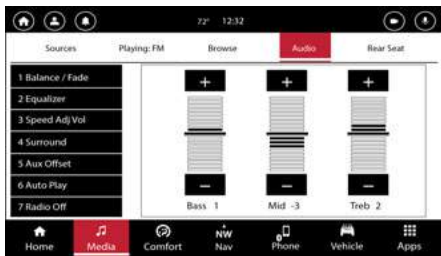 72° 12:32
Sources Playing: FM Browse Audio Rear Seat
1 Balance / Fade
2 Equalizer
3 Speed Adj Vol
4 Surround
5 Aux Offset
6 Auto Play
7 Radio Off
+ + +
− − −
Bass 1 Mid -3 Treb 2
NW
Home Media Comfort Nav Phone Vehicle Apps